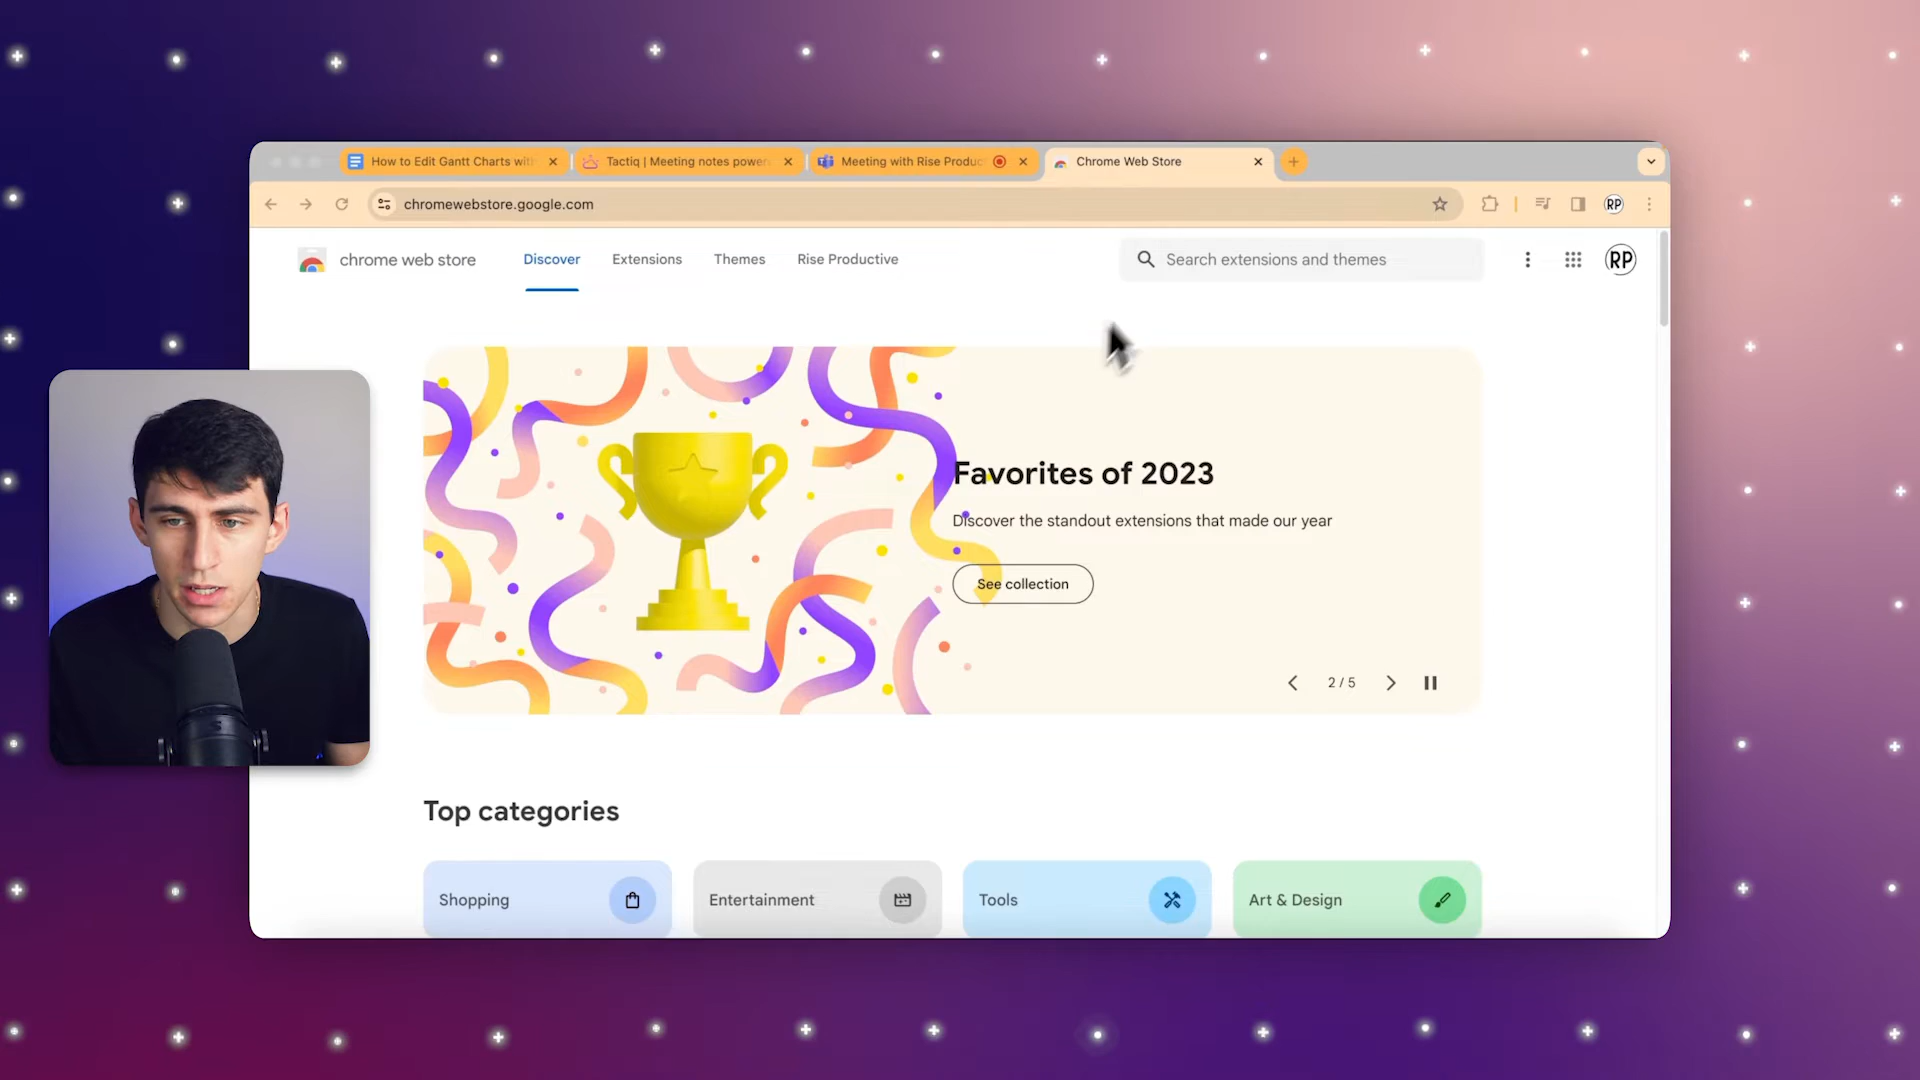 How to Edit Gantt Charts with
Tactiq | Meeting notes power
Meeting with Rise Produc
Chrome Web Store
chromewebstore.google.com
RP
chrome web store
Discover
Extensions
Themes
Rise Productive
Search extensions and themes
RP
Favorites of 2023
Discover the standout extensions that made our year
See collection
2 / 5
Top categories
Shopping
Entertainment
Tools
Art & Design